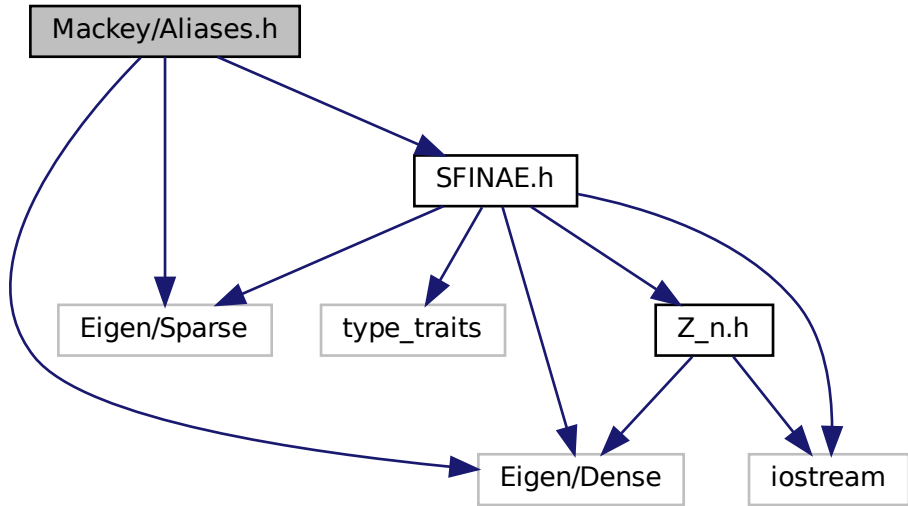 Mackey/Aliases.h
SFINAE.h
Eigen/Sparse
type_traits
Z_n.h
Eigen/Dense
iostream